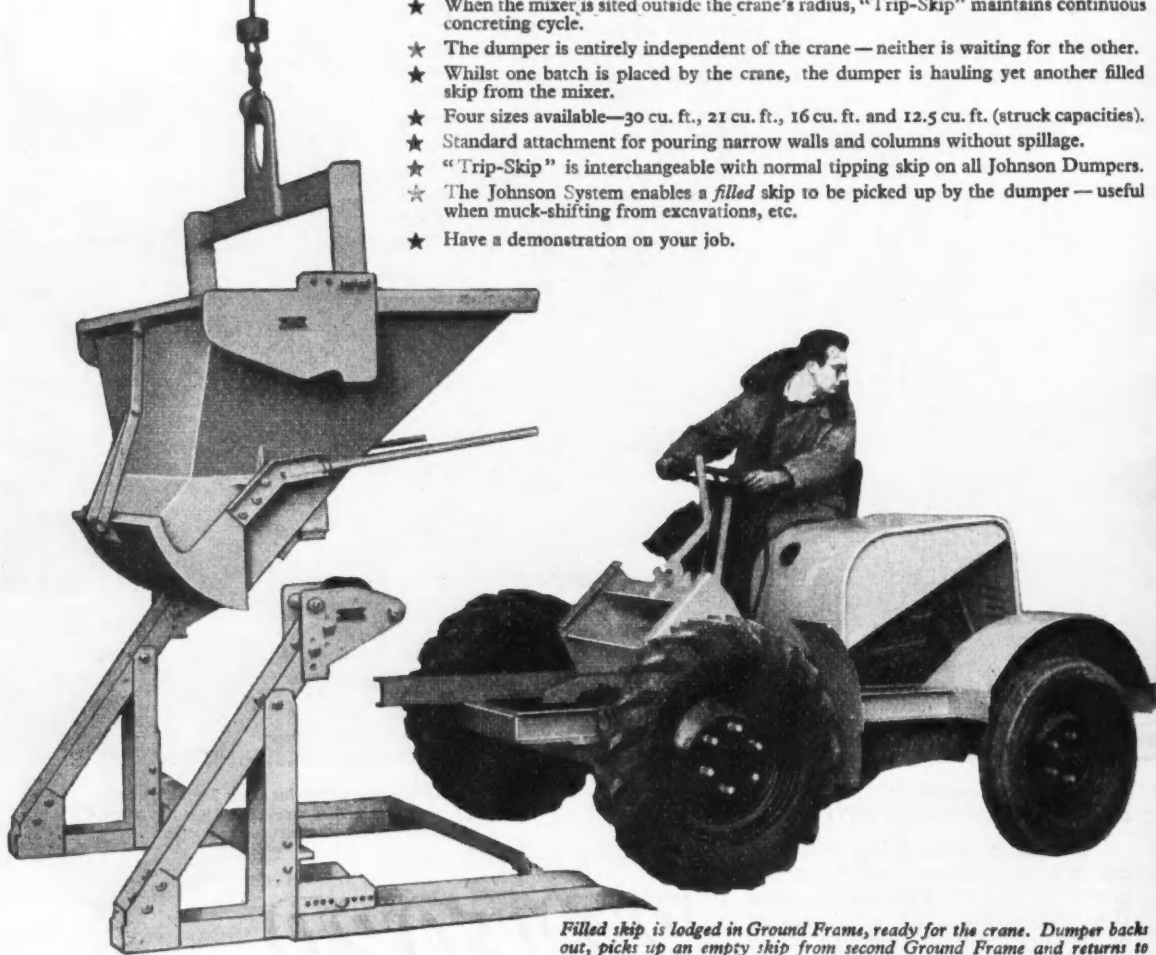 ★ When the mixer is sited outside the crane's radius, "Trip-Skip" maintains continuous
concreting cycle.
★ The dumper is entirely independent of the crane — neither is waiting for the other.
★ Whilst one batch is placed by the crane, the dumper is hauling yet another filled
skip from the mixer.
★ Four sizes available—30 cu. ft., 21 cu. ft., 16 cu. ft. and 12.5 cu. ft. (struck capacities).
★ Standard attachment for pouring narrow walls and columns without spillage.
★ "Trip-Skip" is interchangeable with normal tipping skip on all Johnson Dumpers.
★ The Johnson System enables a filled skip to be picked up by the dumper — useful
when muck-shifting from excavations, etc.
★ Have a demonstration on your job.
Filled skip is lodged in Ground Frame, ready for the crane. Dumper backs
out, picks up an empty skip from second Ground Frame and returns to